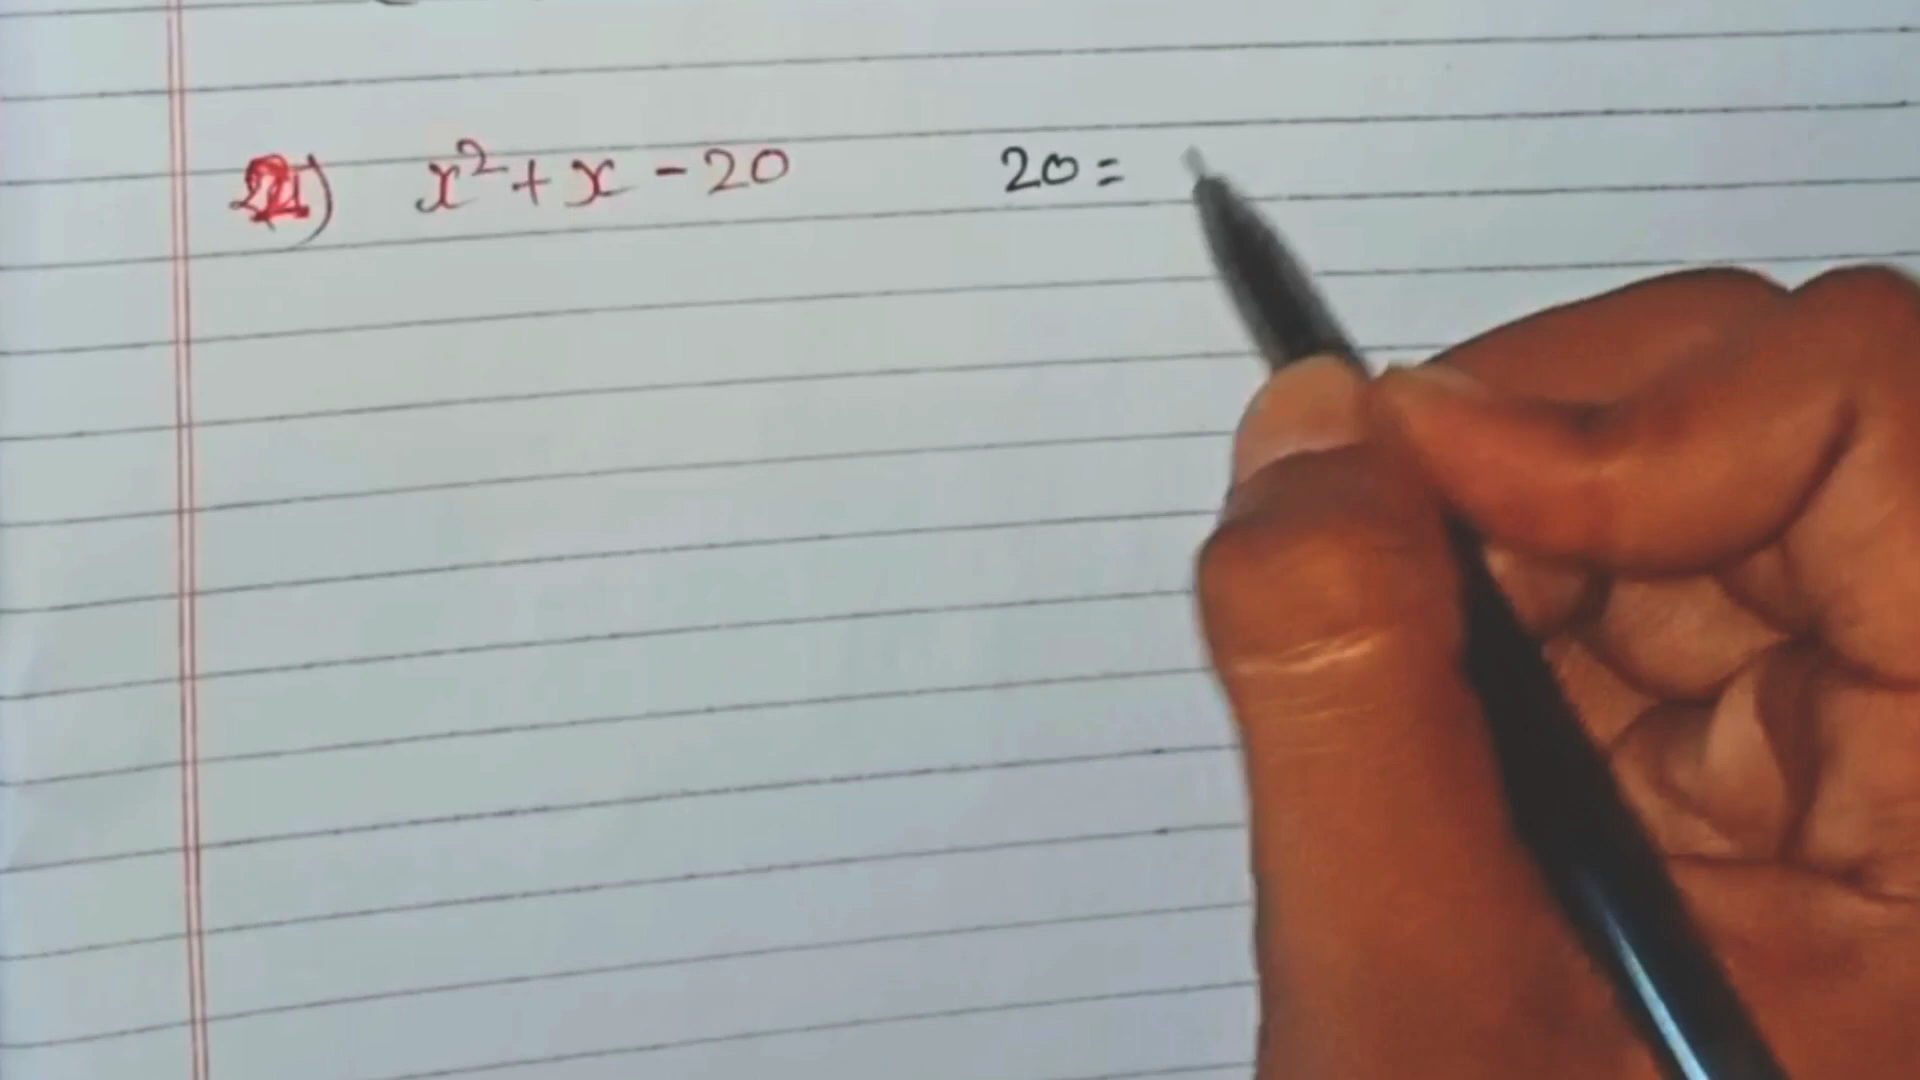 x² + x - 20 20 =